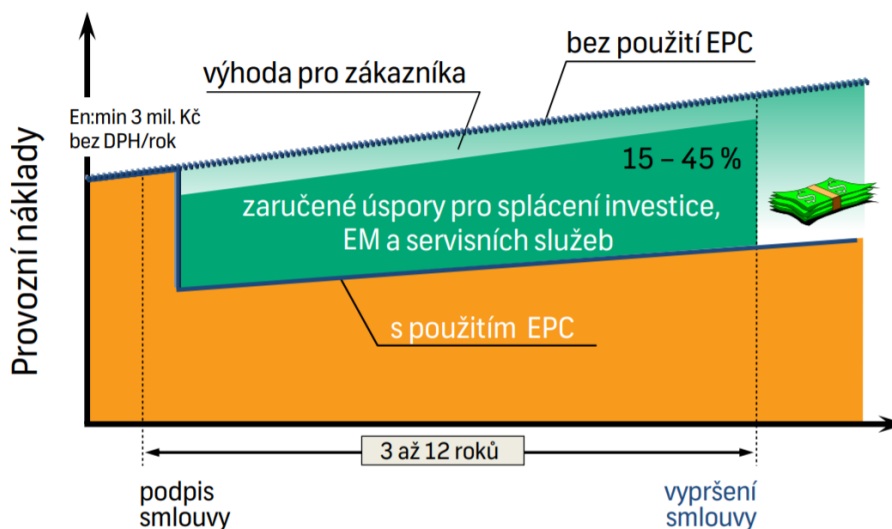 bez použití EPC
výhoda pro zákazníka
En:min 3 mil. Kč
bez DPH/rok
15 – 45 %
zaručené úspory pro splácení investice,
EM a servisních služeb
Provozní náklady
s použitím EPC
3 až 12 roků
podpis
smlouvy
vypršení
smlouvy